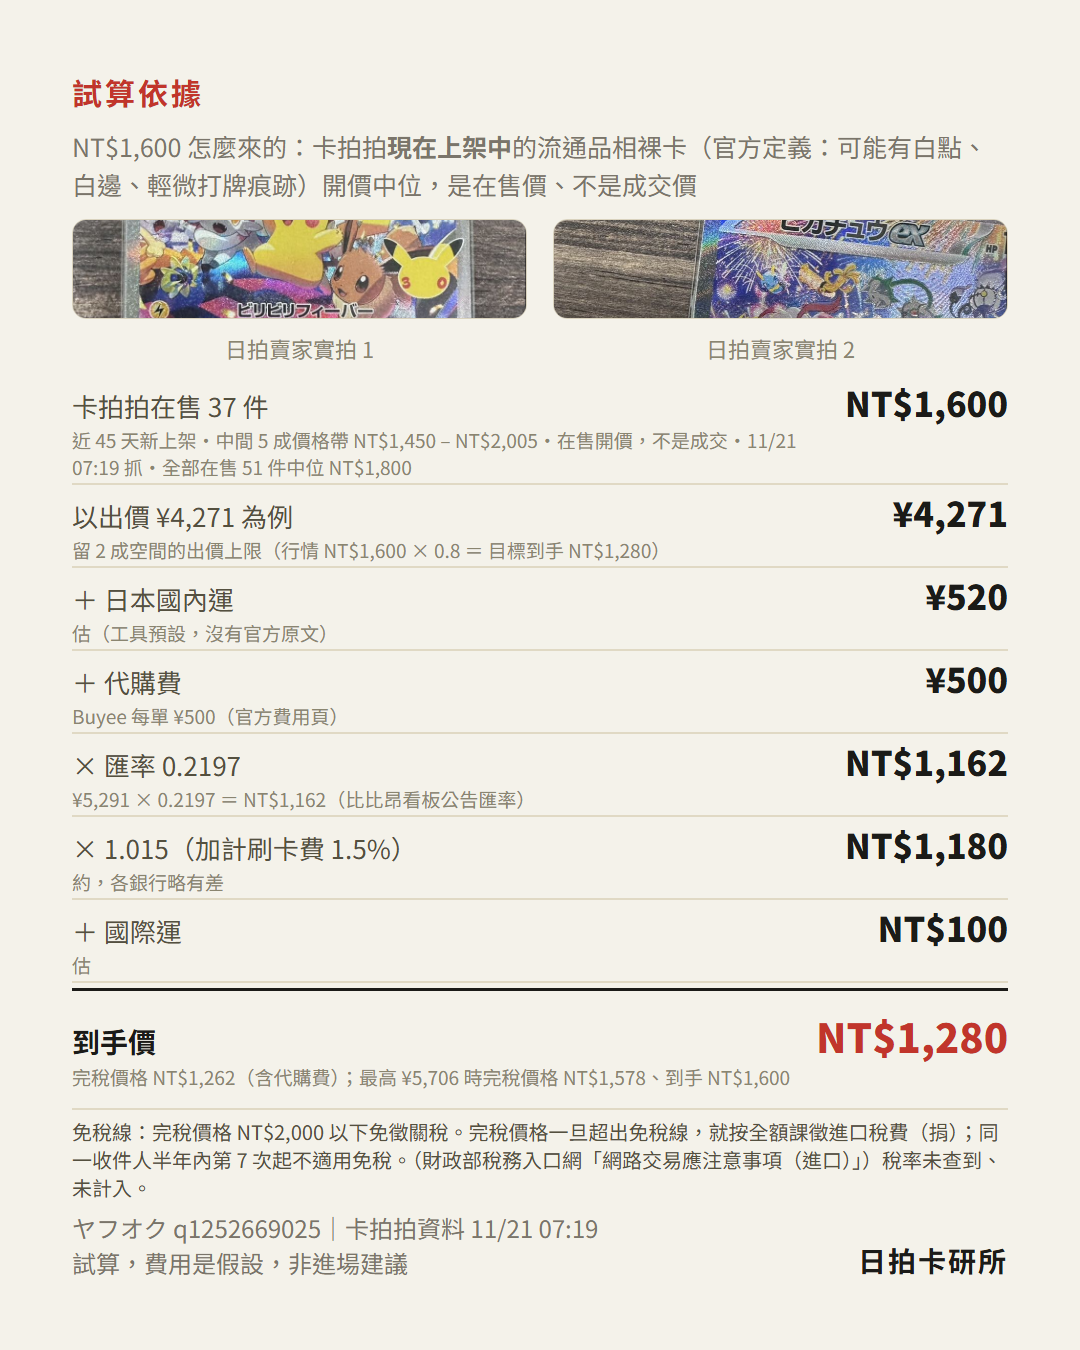 試算依據
NT$1,600 怎麼來的：卡拍拍現在上架中的流通品相裸卡（官方定義：可能有白點、
白邊、輕微打牌痕跡）開價中位，是在售價、不是成交價
ビリビリフィーバー
ピカチュウex
HP
日拍賣家實拍 1
日拍賣家實拍 2
卡拍拍在售 37 件
NT$1,600
近 45 天新上架・中間 5 成價格帶 NT$1,450 – NT$2,005・在售開價，不是成交・11/21
07:19 抓・全部在售 51 件中位 NT$1,800
以出價 ¥4,271 為例
¥4,271
留 2 成空間的出價上限（行情 NT$1,600 × 0.8 ＝ 目標到手 NT$1,280）
＋ 日本國內運
¥520
估（工具預設，沒有官方原文）
＋ 代購費
¥500
Buyee 每單 ¥500（官方費用頁）
× 匯率 0.2197
NT$1,162
¥5,291 × 0.2197 ＝ NT$1,162（比比昂看板公告匯率）
× 1.015（加計刷卡費 1.5%）
NT$1,180
約，各銀行略有差
＋ 國際運
NT$100
估
到手價
NT$1,280
完稅價格 NT$1,262（含代購費）；最高 ¥5,706 時完稅價格 NT$1,578、到手 NT$1,600
免稅線：完稅價格 NT$2,000 以下免徵關稅。完稅價格一旦超出免稅線，就按全額課徵進口稅費（捐）；同
一收件人半年內第 7 次起不適用免稅。（財政部稅務入口網「網路交易應注意事項（進口）」）稅率未查到、
未計入。
ヤフオク q1252669025｜卡拍拍資料 11/21 07:19
試算，費用是假設，非進場建議
日拍卡研所